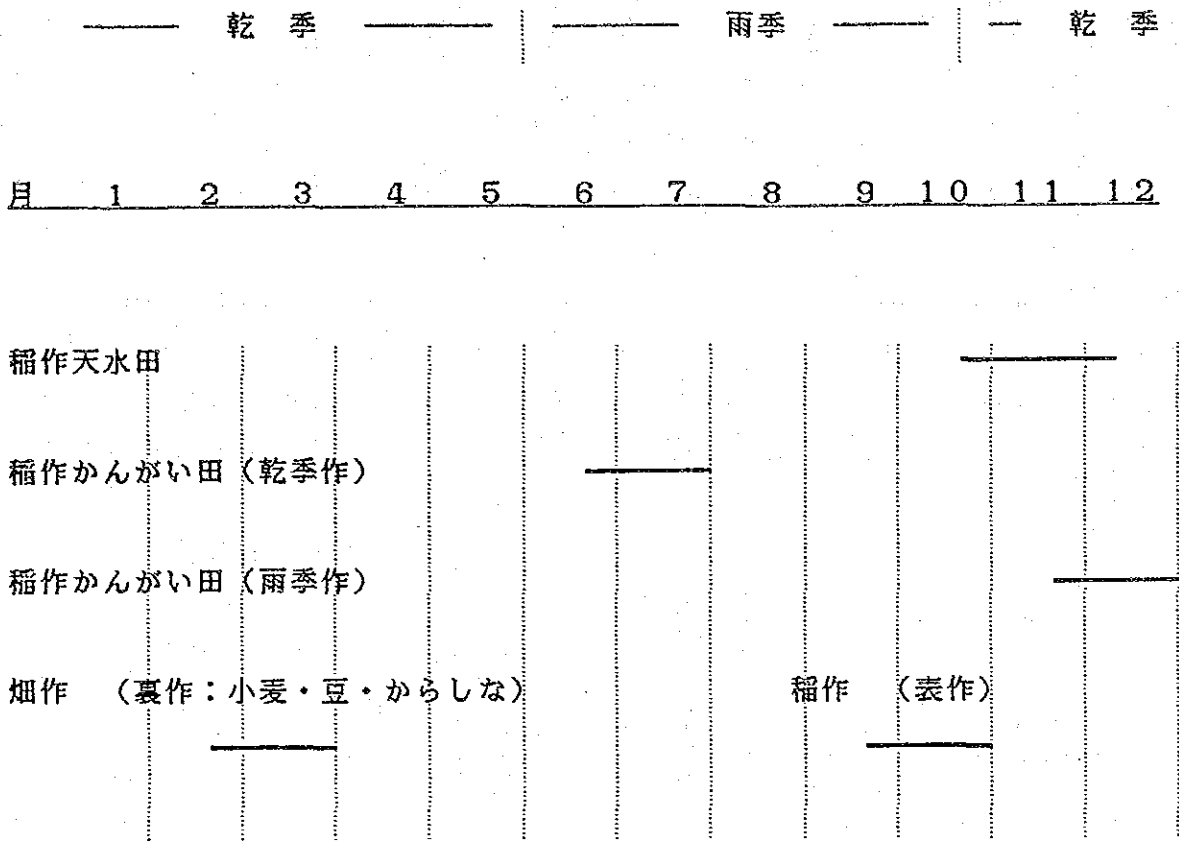 乾 季 雨季 乾 季
月 1 2 3 4 5 6 7 8 9 10 11 12
稲作天水田
稲作かんがい田(乾季作)
稲作かんがい田(雨季作)
畑作 (裏作:小麦・豆・からしな) 稲作 (表作)